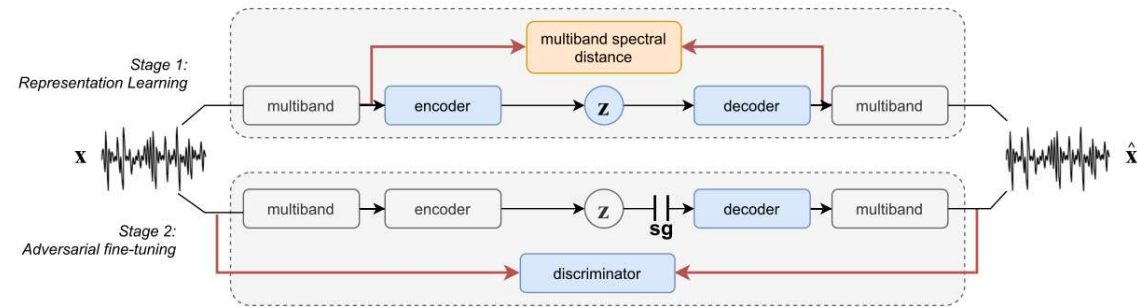 Stage 1:
Representation Learning
multiband spectral
distance
multiband
encoder
z
decoder
multiband
x
x̂
multiband
encoder
z
sg
decoder
multiband
Stage 2:
Adversarial fine-tuning
discriminator